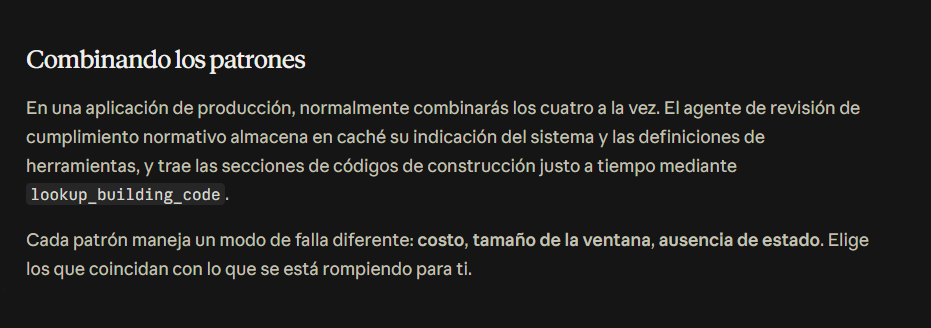 Combinando los patrones
En una aplicación de producción, normalmente combinarás los cuatro a la vez. El agente de revisión de
cumplimiento normativo almacena en caché su indicación del sistema y las definiciones de
herramientas, y trae las secciones de códigos de construcción justo a tiempo mediante
lookup_building_code.
Cada patrón maneja un modo de falla diferente: costo, tamaño de la ventana, ausencia de estado. Elige
los que coincidan con lo que se está rompiendo para ti.